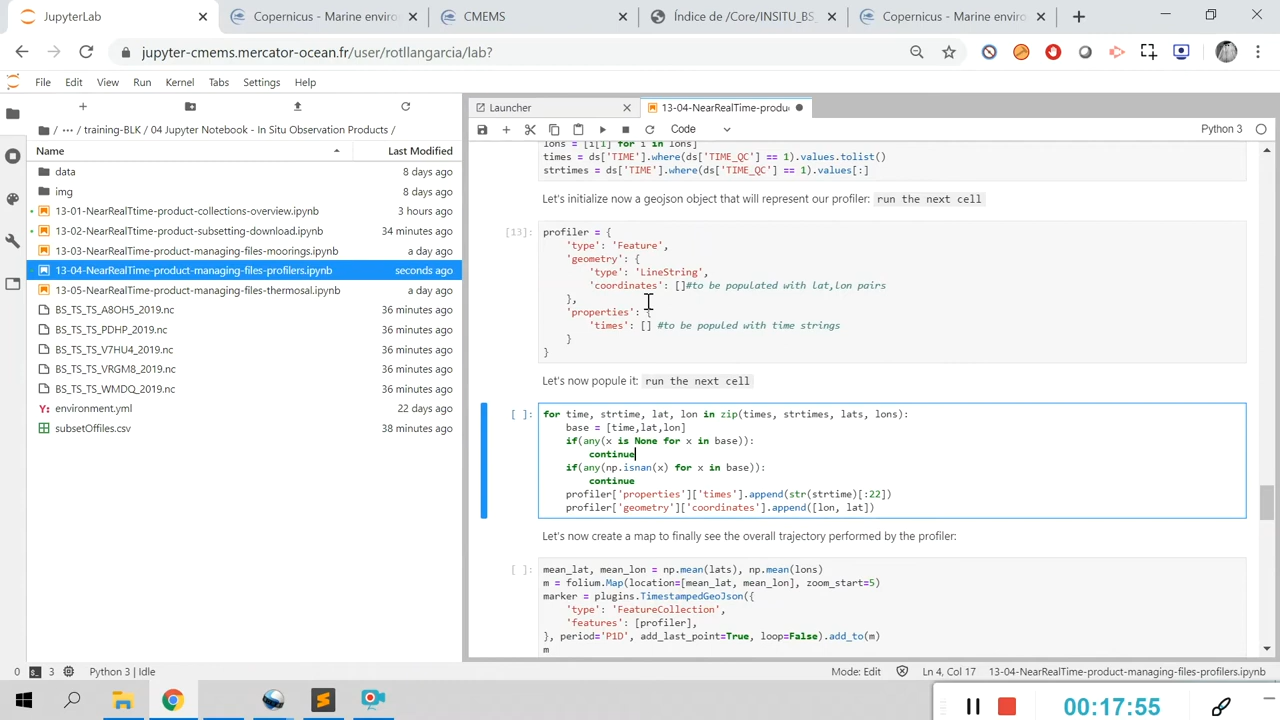 JupyterLab
Copernicus - Marine enviro
CMEMS
Índice de /Core/INSITU_BS_
Copernicus - Marine enviro
jupyter-cmems.mercator-ocean.fr/user/rotllangarcia/lab?
File Edit View Run Kernel Tabs Settings Help
/ ··· / training-BLK / 04 Jupyter Notebook - In Situ Observation Products /
Name Last Modified
data 8 days ago
img 8 days ago
13-01-NearRealTtime-product-collections-overview.ipynb 3 hours ago
13-02-NearRealTtime-product-subsetting-download.ipynb 34 minutes ago
13-03-NearRealTime-product-managing-files-moorings.ipynb a day ago
13-04-NearRealTime-product-managing-files-profilers.ipynb seconds ago
13-05-NearRealTime-product-managing-files-thermosal.ipynb a day ago
BS_TS_TS_A8OH5_2019.nc 36 minutes ago
BS_TS_TS_PDHP_2019.nc 36 minutes ago
BS_TS_TS_V7HU4_2019.nc 36 minutes ago
BS_TS_TS_VRGM8_2019.nc 36 minutes ago
BS_TS_TS_WMDQ_2019.nc 36 minutes ago
Y: environment.yml 22 days ago
subsetOffiles.csv 38 minutes ago
Launcher
13-04-NearRealTime-produc
Code
Python 3
lons = [i[i] for i in lons]
times = ds['TIME'].where(ds['TIME_QC'] == 1).values.tolist()
strtimes = ds['TIME'].where(ds['TIME_QC'] == 1).values[:]
Let's initialize now a geojson object that will represent our profiler: run the next cell
[13]: profiler = {
'type': 'Feature',
'geometry': {
'type': 'LineString',
'coordinates': []#to be populated with lat,lon pairs
},
'properties': {
'times': [] #to be populed with time strings
}
}
Let's now popule it: run the next cell
[ ]: for time, strtime, lat, lon in zip(times, strtimes, lats, lons):
base = [time,lat,lon]
if(any(x is None for x in base)):
continue
if(any(np.isnan(x) for x in base)):
continue
profiler['properties']['times'].append(str(strtime)[:22])
profiler['geometry']['coordinates'].append([lon, lat])
Let's now create a map to finally see the overall trajectory performed by the profiler:
[ ]: mean_lat, mean_lon = np.mean(lats), np.mean(lons)
m = folium.Map(location=[mean_lat, mean_lon], zoom_start=5)
marker = plugins.TimestampedGeoJson({
'type': 'FeatureCollection',
'features': [profiler],
}, period='P1D', add_last_point=True, loop=False).add_to(m)
m
0 3 Python 3 | Idle
Mode: Edit Ln 4, Col 17 13-04-NearRealTime-product-managing-files-profilers.ipynb
00:17:55